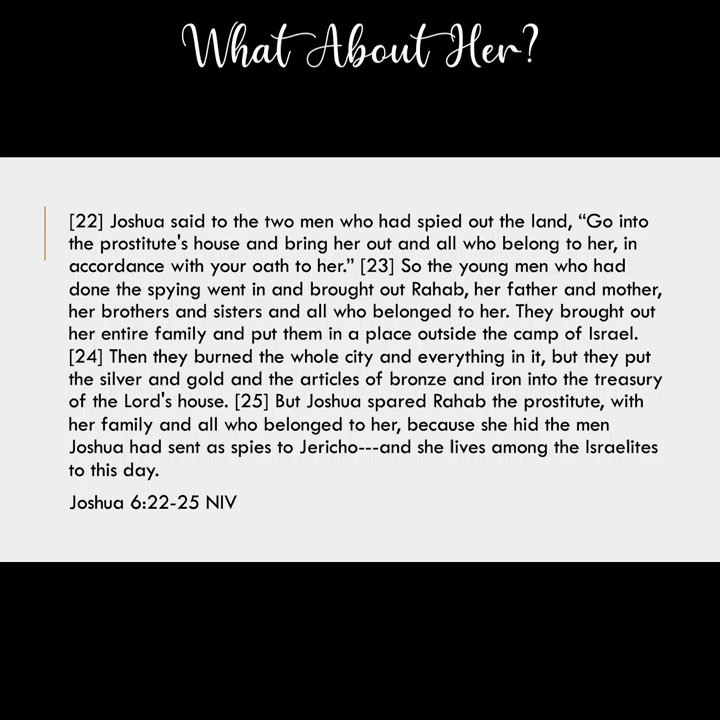 What About Her?
[22] Joshua said to the two men who had spied out the land, “Go into
the prostitute's house and bring her out and all who belong to her, in
accordance with your oath to her.” [23] So the young men who had
done the spying went in and brought out Rahab, her father and mother,
her brothers and sisters and all who belonged to her. They brought out
her entire family and put them in a place outside the camp of Israel.
[24] Then they burned the whole city and everything in it, but they put
the silver and gold and the articles of bronze and iron into the treasury
of the Lord's house. [25] But Joshua spared Rahab the prostitute, with
her family and all who belonged to her, because she hid the men
Joshua had sent as spies to Jericho---and she lives among the Israelites
to this day.
Joshua 6:22-25 NIV